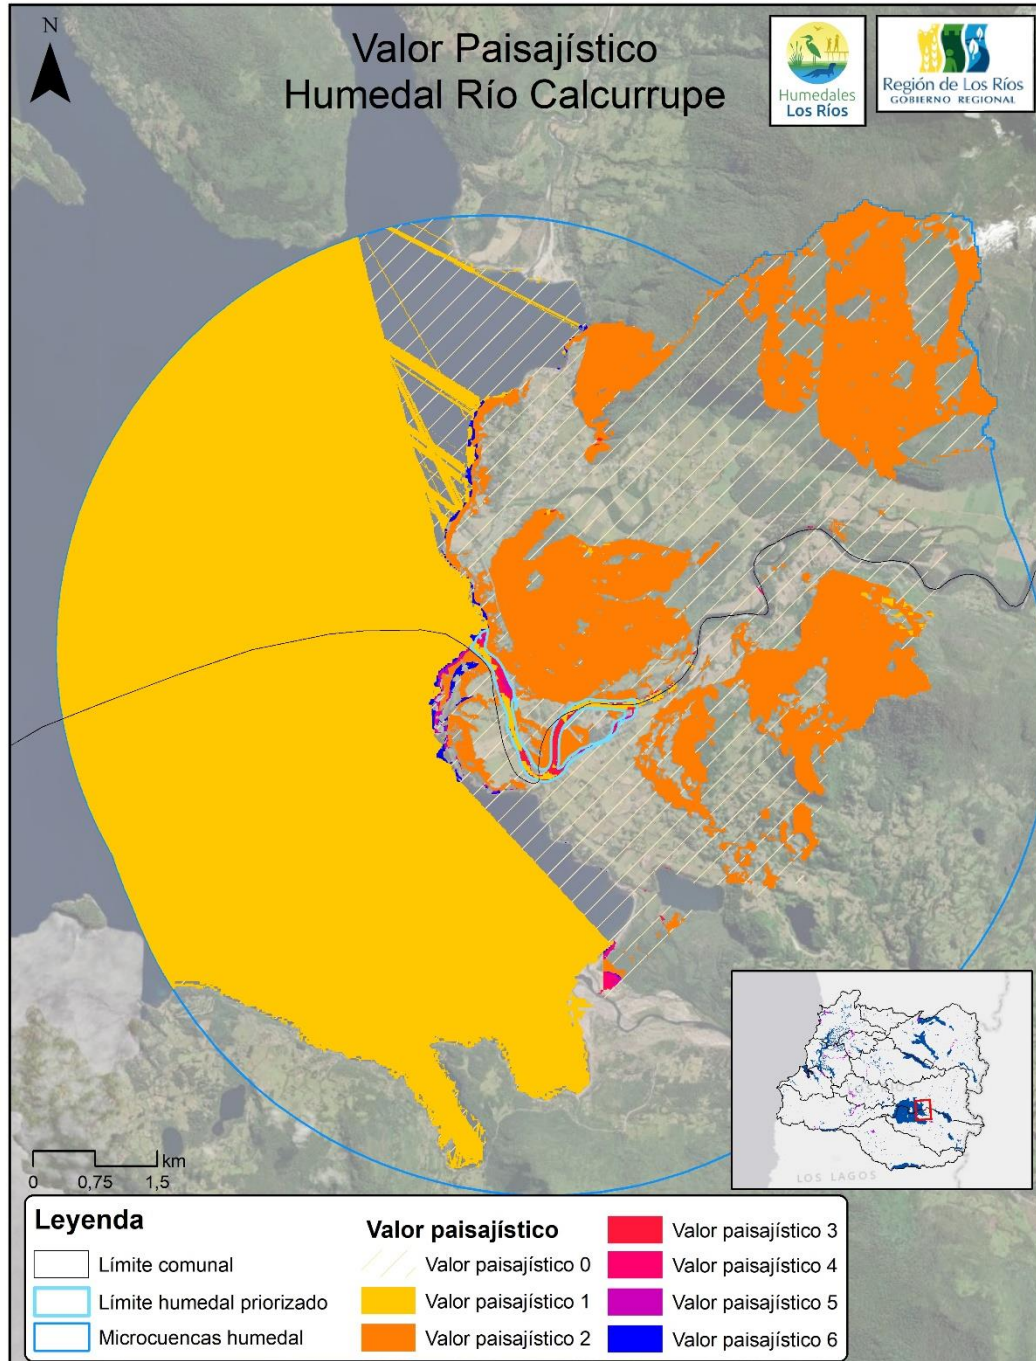 N
Valor Paisajístico
Humedal Río Calcurrupe
Humedales
Los Ríos
Región de Los Ríos
GOBIERNO REGIONAL
LOS LAGOS
km
0 0,75 1,5
Leyenda
Límite comunal
Límite humedal priorizado
Microcuencas humedal
Valor paisajístico
Valor paisajístico 0
Valor paisajístico 1
Valor paisajístico 2
Valor paisajístico 3
Valor paisajístico 4
Valor paisajístico 5
Valor paisajístico 6